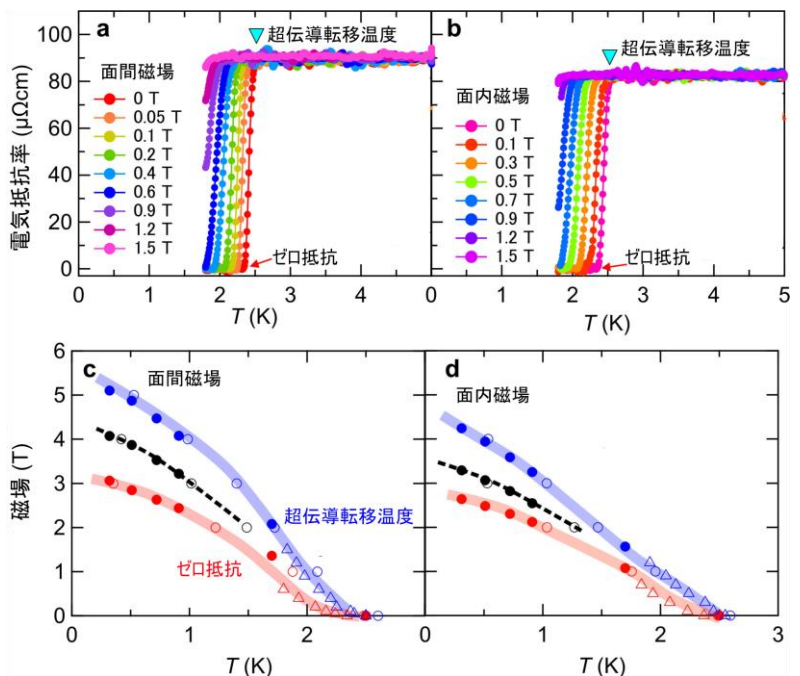 a
超伝導転移温度
面間磁場
0 T
0.05 T
0.1 T
0.2 T
0.4 T
0.6 T
0.9 T
1.2 T
1.5 T
ゼロ抵抗
電気抵抗率 (μΩcm)
100
80
60
40
20
0
0 1 2 3 4
T (K)
b
超伝導転移温度
面内磁場
0 T
0.1 T
0.3 T
0.5 T
0.7 T
0.9 T
1.2 T
1.5 T
ゼロ抵抗
0 1 2 3 4 5
T (K)
c
面間磁場
超伝導転移温度
ゼロ抵抗
磁場 (T)
6
5
4
3
2
1
0
0 1 2
T (K)
d
面内磁場
0 1 2 3
T (K)